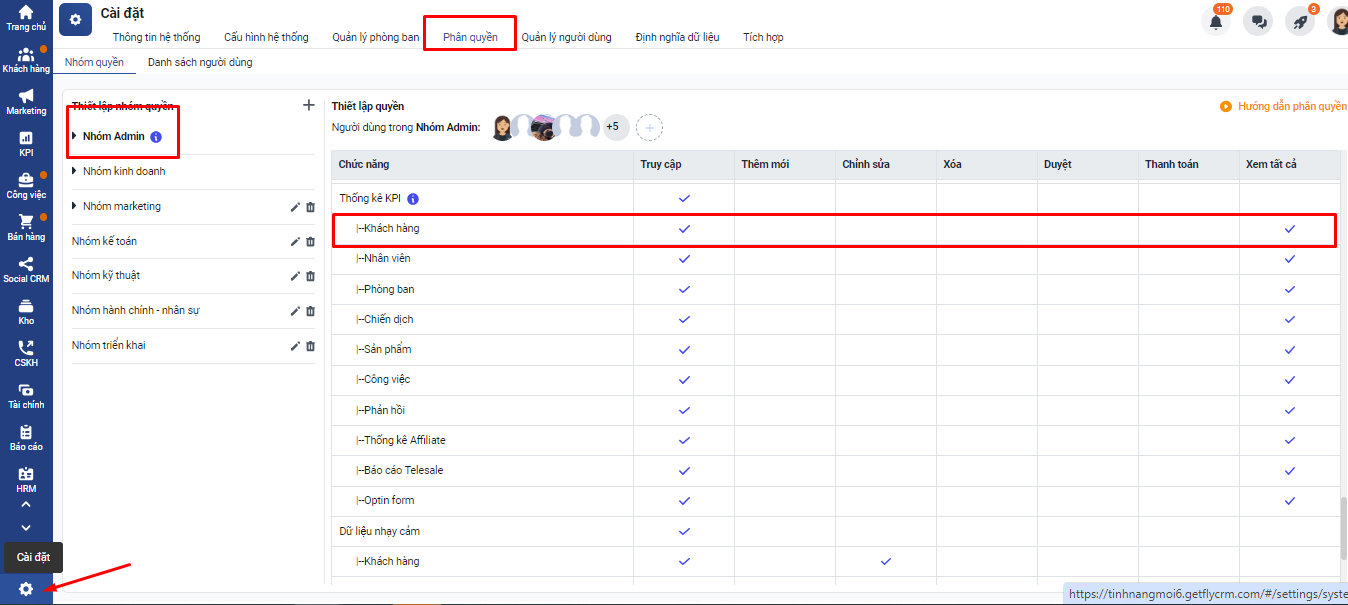 Trang chủ
Khách hàng
Marketing
KPI
Công việc
Bán hàng
Social CRM
Kho
CSKH
Tài chính
Báo cáo
HRM
Cài đặt
Cài đặt
110
3
Thông tin hệ thống Cấu hình hệ thống Quản lý phòng ban Phân quyền Quản lý người dùng Định nghĩa dữ liệu Tích hợp
Nhóm quyền Danh sách người dùng
Thiết lập nhóm quyền
Nhóm Admin
Nhóm kinh doanh
Nhóm marketing
Nhóm kế toán
Nhóm kỹ thuật
Nhóm hành chính - nhân sự
Nhóm triển khai
Thiết lập quyền
Hướng dẫn phân quyền
Người dùng trong Nhóm Admin: +5
Chức năng Truy cập Thêm mới Chỉnh sửa Xóa Duyệt Thanh toán Xem tất cả
Thống kê KPI
|--Khách hàng
|--Nhân viên
|--Phòng ban
|--Chiến dịch
|--Sản phẩm
|--Công việc
|--Phản hồi
|--Thống kê Affiliate
|--Báo cáo Telesale
|--Optin form
Dữ liệu nhạy cảm
|--Khách hàng
https://tinhnangmoi6.getflycrm.com/#/settings/syste